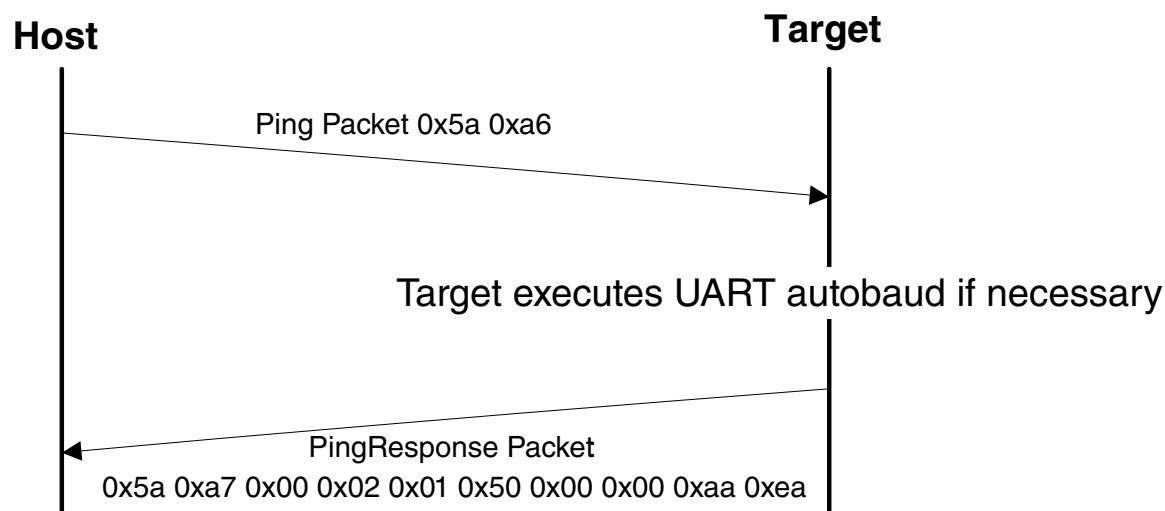 Host
Target
Ping Packet 0x5a 0xa6
Target executes UART autobaud if necessary
PingResponse Packet
0x5a 0xa7 0x00 0x02 0x01 0x50 0x00 0x00 0xaa 0xea